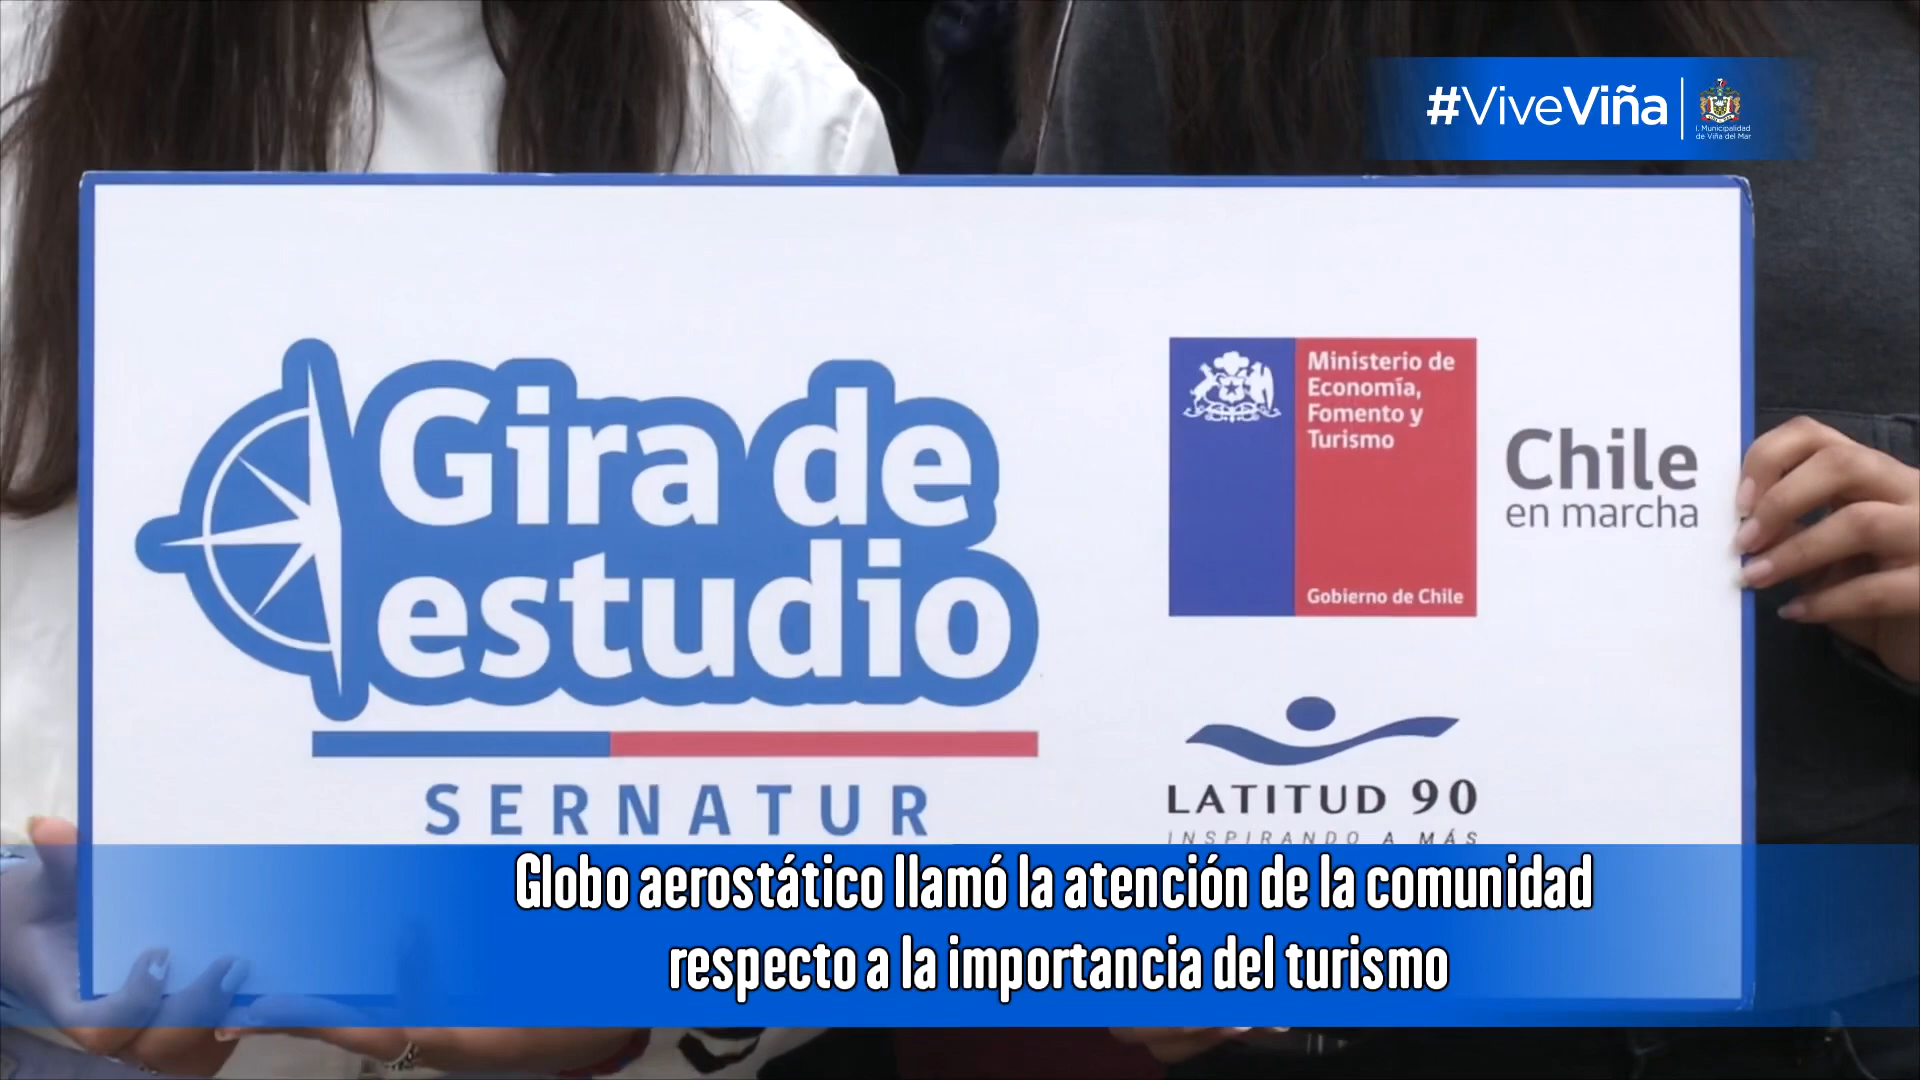 #ViveViña
I. Municipalidad
de Viña del Mar
Gira de
estudio
SERNATUR
Ministerio de
Economía,
Fomento y
Turismo
Gobierno de Chile
Chile
en marcha
LATITUD 90
INSPIRANDO A MÁS
Globo aerostático llamó la atención de la comunidad
respecto a la importancia del turismo